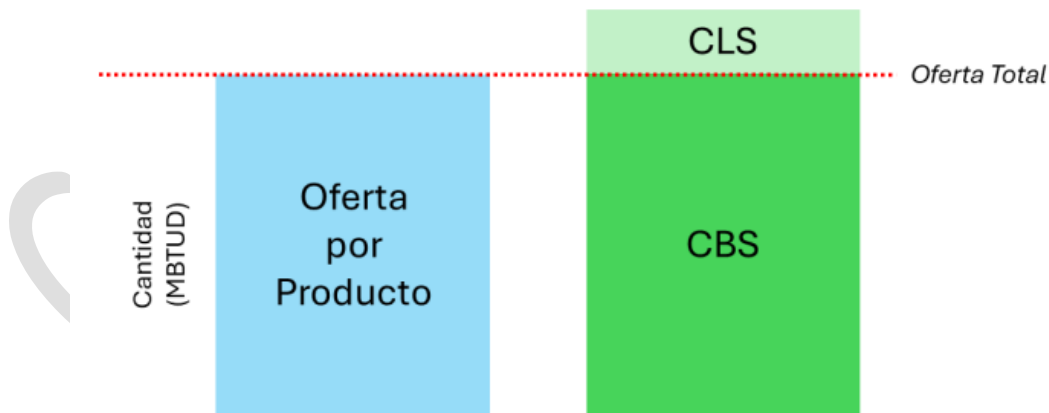 CLS
Oferta Total
Cantidad
(MBTUD)
Oferta
por
Producto
CBS